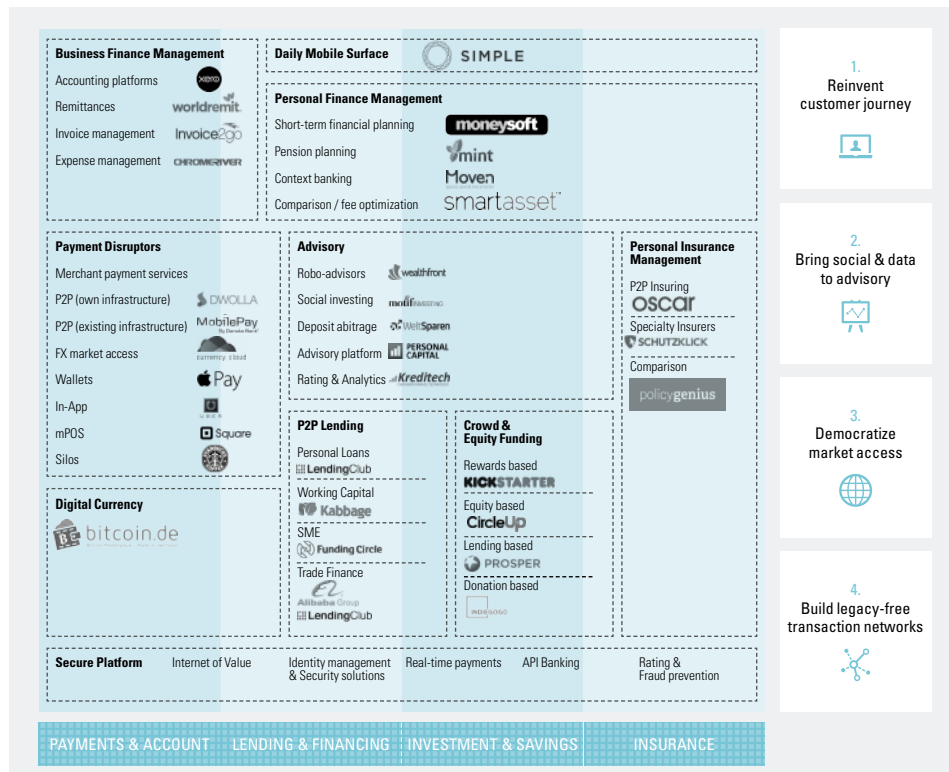 Business Finance Management
Accounting platforms
xero
Remittances
worldremit.
Invoice management
Invoice2go
Expense management
CHROMERIVER
Daily Mobile Surface
SIMPLE
Personal Finance Management
Short-term financial planning
moneysoft
Pension planning
mint
Context banking
Moven
Comparison / fee optimization
smartasset™
Payment Disruptors
Merchant payment services
P2P (own infrastructure)
DWOLLA
P2P (existing infrastructure)
MobilePay
By Danske Bank
FX market access
currency cloud
Wallets
Pay
In-App
UBER
mPOS
Square
Silos
Advisory
Robo-advisors
wealthfront
Social investing
motif INVESTING
Deposit abitrage
WeltSparen
Advisory platform
PERSONAL
CAPITAL
Rating & Analytics
Kreditech
Personal Insurance
Management
P2P Insuring
oscar
Specialty Insurers
SCHUTZKLICK
Comparison
policygenius
Digital Currency
bitcoin.de
P2P Lending
Personal Loans
LendingClub
Working Capital
Kabbage
SME
Funding Circle
Trade Finance
Alibaba Group
LendingClub
Crowd &
Equity Funding
Rewards based
KICKSTARTER
Equity based
CircleUp
Lending based
PROSPER
Donation based
INDIEGOGO
Secure Platform
Internet of Value
Identity management
& Security solutions
Real-time payments
API Banking
Rating &
Fraud prevention
PAYMENTS & ACCOUNT
LENDING & FINANCING
INVESTMENT & SAVINGS
INSURANCE
1.
Reinvent
customer journey
2.
Bring social & data
to advisory
3.
Democratize
market access
4.
Build legacy-free
transaction networks